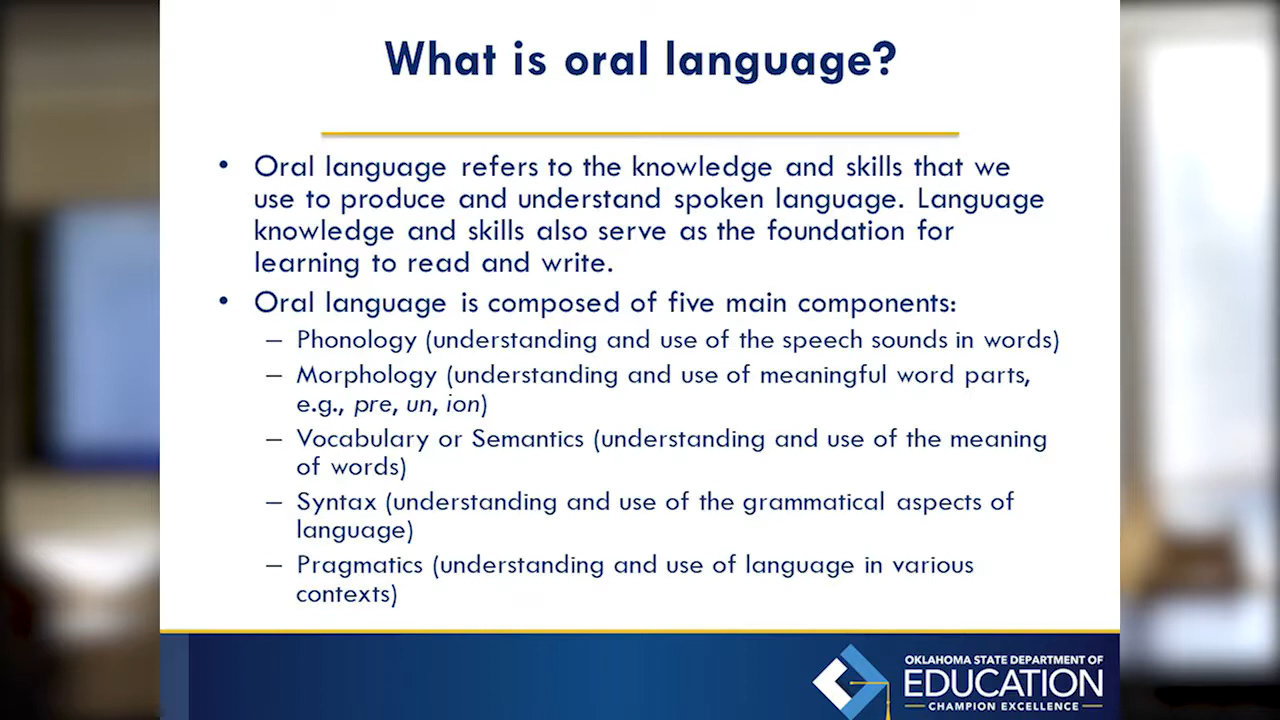 What is oral language?
• Oral language refers to the knowledge and skills that we
use to produce and understand spoken language. Language
knowledge and skills also serve as the foundation for
learning to read and write.
• Oral language is composed of five main components:
– Phonology (understanding and use of the speech sounds in words)
– Morphology (understanding and use of meaningful word parts,
e.g., pre, un, ion)
– Vocabulary or Semantics (understanding and use of the meaning
of words)
– Syntax (understanding and use of the grammatical aspects of
language)
– Pragmatics (understanding and use of language in various
contexts)
OKLAHOMA STATE DEPARTMENT OF
EDUCATION
CHAMPION EXCELLENCE